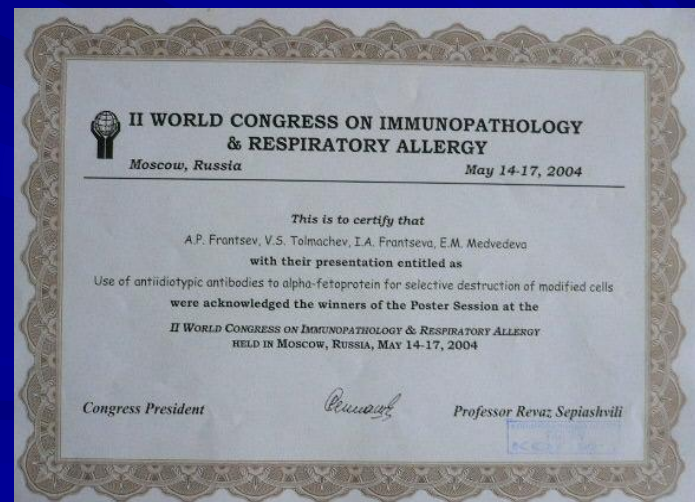 II WORLD CONGRESS ON IMMUNOPATHOLOGY
& RESPIRATORY ALLERGY
Moscow, Russia May 14-17, 2004
This is to certify that
A.P. Frantsev, V.S. Tolmachev, I.A. Frantseva, E.M. Medvedeva
with their presentation entitled as
Use of antiidiotypic antibodies to alpha-fetoprotein for selective destruction of modified cells
were acknowledged the winners of the Poster Session at the
II WORLD CONGRESS ON IMMUNOPATHOLOGY & RESPIRATORY ALLERGY
HELD IN MOSCOW, RUSSIA, MAY 14-17, 2004
Congress President Professor Revaz Sepiashvili